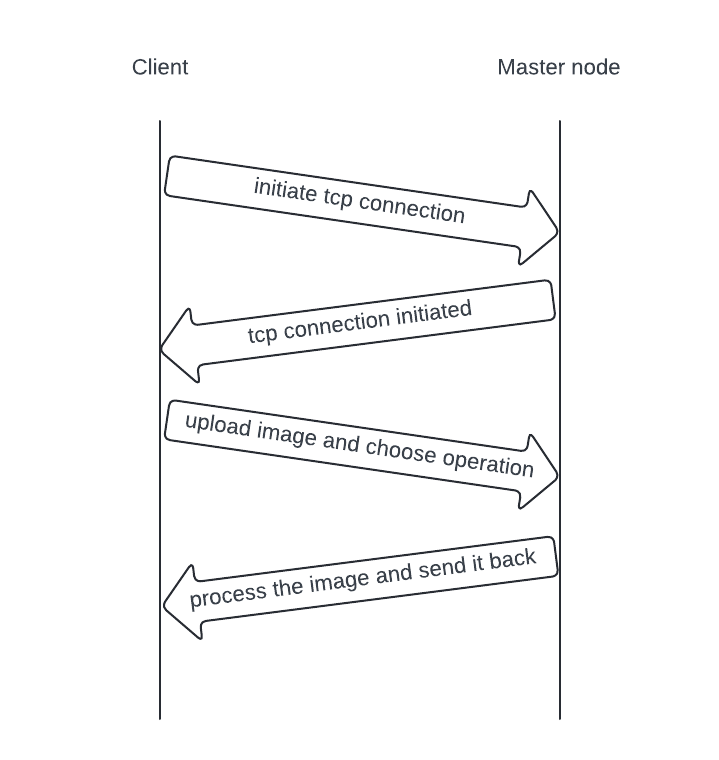 Client
Master node
initiate tcp connection
tcp connection initiated
upload image and choose operation
process the image and send it back